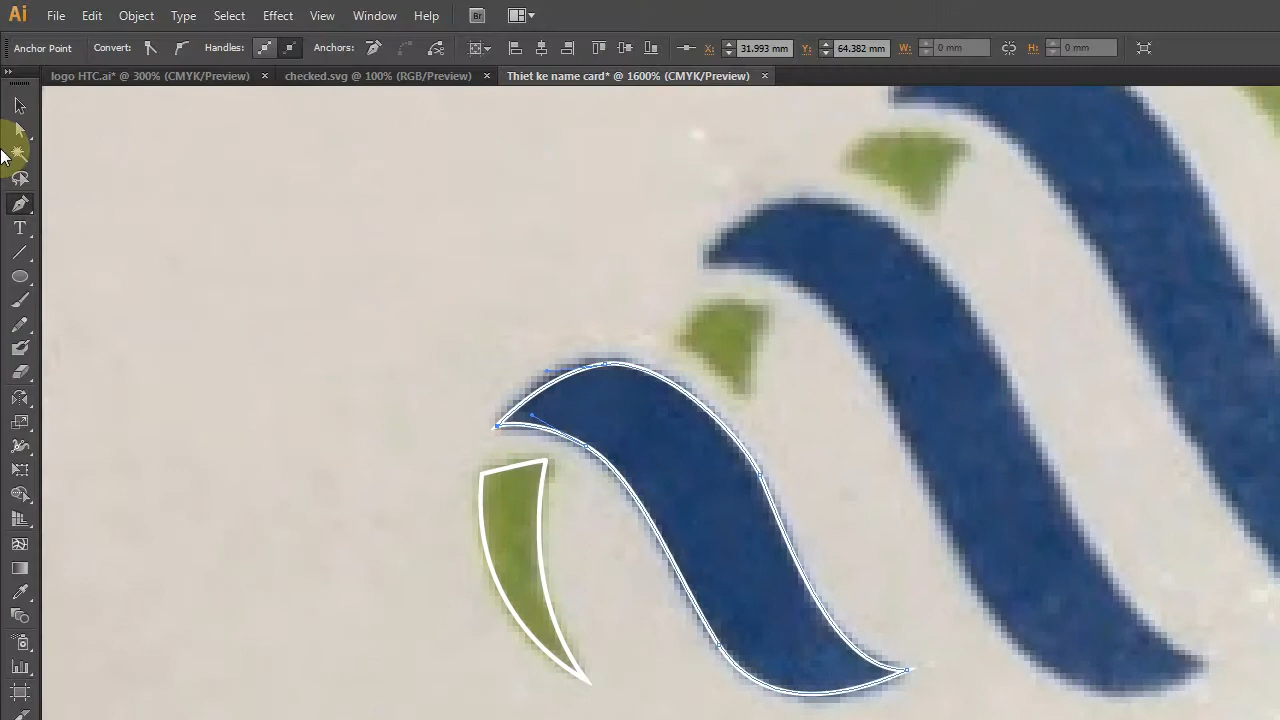 Ai File Edit Object Type Select Effect View Window Help Br
Anchor Point Convert: Handles: Anchors: X: 31.993 mm Y: 64.382 mm W: 0 mm H: 0 mm
logo HTC.ai* @ 300% (CMYK/Preview) × checked.svg @ 100% (RGB/Preview) × Thiet ke name card* @ 1600% (CMYK/Preview) ×
T